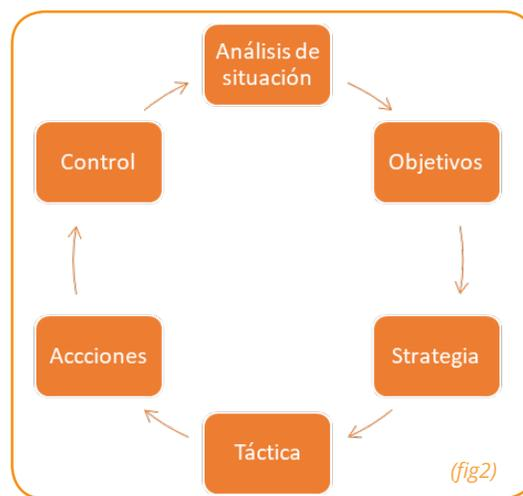 Análisis de
situación
Objetivos
Strategia
Táctica
Accciones
Control
(fig2)